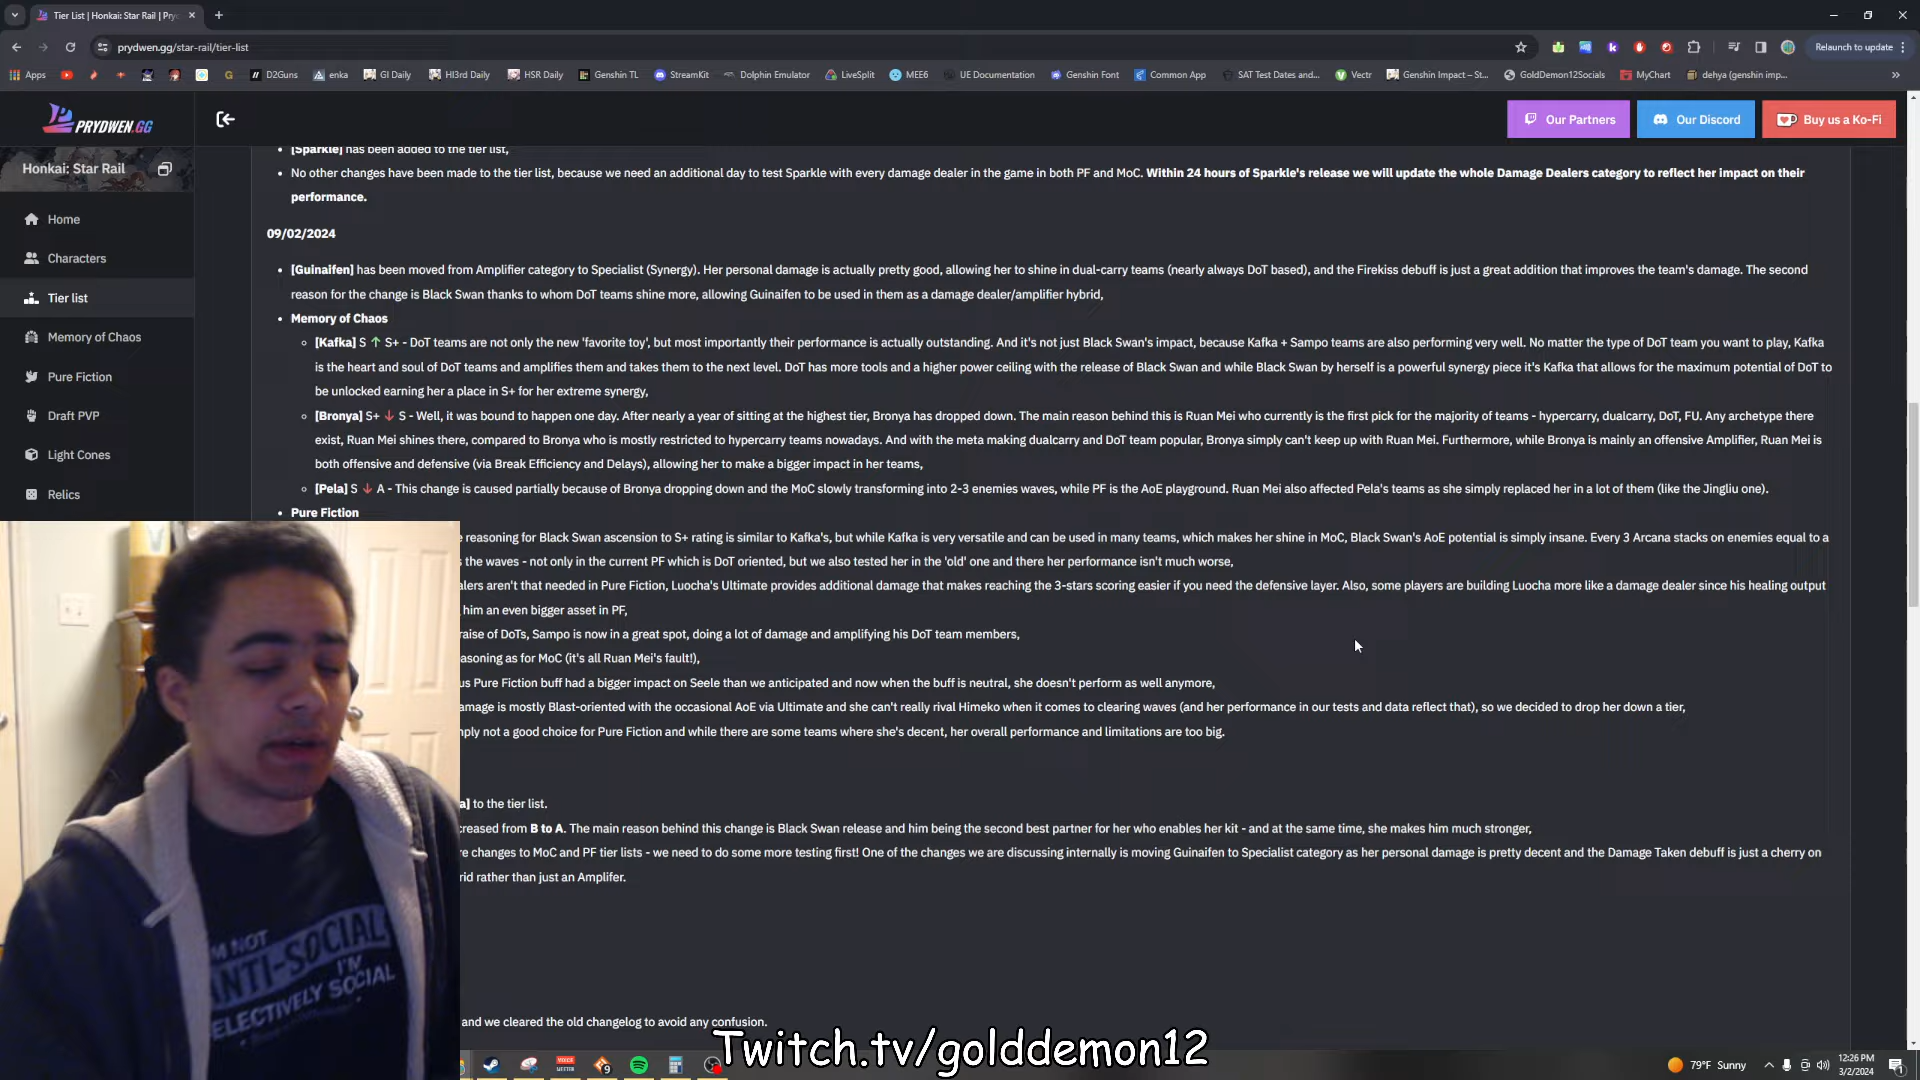 Tier List | Honkai: Star Rail | Pry
prydwen.gg/star-rail/tier-list
Relaunch to update
Apps
D2Guns
enka
GI Daily
HI3rd Daily
HSR Daily
Genshin TL
StreamKit
Dolphin Emulator
LiveSplit
MEE6
UE Documentation
Genshin Font
Common App
SAT Test Dates and...
Vectr
Genshin Impact – St...
GoldDemon12Socials
MyChart
dehya (genshin imp...
PRYDWEN.GG
Our Partners
Our Discord
Buy us a Ko-Fi
Honkai: Star Rail
Home
Characters
Tier list
Memory of Chaos
Pure Fiction
Draft PVP
Light Cones
Relics
[Sparkle] has been added to the tier list,
No other changes have been made to the tier list, because we need an additional day to test Sparkle with every damage dealer in the game in both PF and MoC. Within 24 hours of Sparkle's release we will update the whole Damage Dealers category to reflect her impact on their
performance.
09/02/2024
[Guinaifen] has been moved from Amplifier category to Specialist (Synergy). Her personal damage is actually pretty good, allowing her to shine in dual-carry teams (nearly always DoT based), and the Firekiss debuff is just a great addition that improves the team's damage. The second
reason for the change is Black Swan thanks to whom DoT teams shine more, allowing Guinaifen to be used in them as a damage dealer/amplifier hybrid,
Memory of Chaos
[Kafka] S ↑ S+ - DoT teams are not only the new 'favorite toy', but most importantly their performance is actually outstanding. And it's not just Black Swan's impact, because Kafka + Sampo teams are also performing very well. No matter the type of DoT team you want to play, Kafka
is the heart and soul of DoT teams and amplifies them and takes them to the next level. DoT has more tools and a higher power ceiling with the release of Black Swan and while Black Swan by herself is a powerful synergy piece it's Kafka that allows for the maximum potential of DoT to
be unlocked earning her a place in S+ for her extreme synergy,
[Bronya] S+ ↓ S - Well, it was bound to happen one day. After nearly a year of sitting at the highest tier, Bronya has dropped down. The main reason behind this is Ruan Mei who currently is the first pick for the majority of teams - hypercarry, dualcarry, DoT, FU. Any archetype there
exist, Ruan Mei shines there, compared to Bronya who is mostly restricted to hypercarry teams nowadays. And with the meta making dualcarry and DoT team popular, Bronya simply can't keep up with Ruan Mei. Furthermore, while Bronya is mainly an offensive Amplifier, Ruan Mei is
both offensive and defensive (via Break Efficiency and Delays), allowing her to make a bigger impact in her teams,
[Pela] S ↓ A - This change is caused partially because of Bronya dropping down and the MoC slowly transforming into 2-3 enemies waves, while PF is the AoE playground. Ruan Mei also affected Pela's teams as she simply replaced her in a lot of them (like the Jingliu one).
Pure Fiction
reasoning for Black Swan ascension to S+ rating is similar to Kafka's, but while Kafka is very versatile and can be used in many teams, which makes her shine in MoC, Black Swan's AoE potential is simply insane. Every 3 Arcana stacks on enemies equal to a
the waves - not only in the current PF which is DoT oriented, but we also tested her in the 'old' one and there her performance isn't much worse,
alers aren't that needed in Pure Fiction, Luocha's Ultimate provides additional damage that makes reaching the 3-stars scoring easier if you need the defensive layer. Also, some players are building Luocha more like a damage dealer since his healing output
him an even bigger asset in PF,
raise of DoTs, Sampo is now in a great spot, doing a lot of damage and amplifying his DoT team members,
asoning as for MoC (it's all Ruan Mei's fault!),
us Pure Fiction buff had a bigger impact on Seele than we anticipated and now when the buff is neutral, she doesn't perform as well anymore,
amage is mostly Blast-oriented with the occasional AoE via Ultimate and she can't really rival Himeko when it comes to clearing waves (and her performance in our tests and data reflect that), so we decided to drop her down a tier,
mply not a good choice for Pure Fiction and while there are some teams where she's decent, her overall performance and limitations are too big.
a] to the tier list.
creased from B to A. The main reason behind this change is Black Swan release and him being the second best partner for her who enables her kit - and at the same time, she makes him much stronger,
re changes to MoC and PF tier lists - we need to do some more testing first! One of the changes we are discussing internally is moving Guinaifen to Specialist category as her personal damage is pretty decent and the Damage Taken debuff is just a cherry on
rid rather than just an Amplifer.
and we cleared the old changelog to avoid any confusion.
I'M NOT
ANTI-SOCIAL
I'M
SELECTIVELY SOCIAL
Twitch.tv/golddemon12
79°F Sunny
12:26 PM
3/2/2024